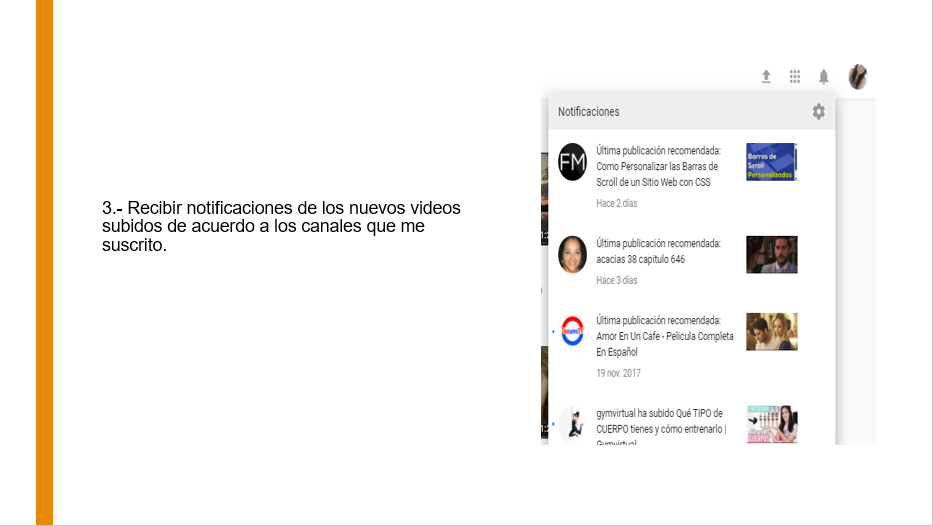 3.- Recibir notificaciones de los nuevos videos
subidos de acuerdo a los canales que me
suscrito.
Notificaciones
FM
Última publicación recomendada:
Como Personalizar las Barras de
Scroll de un Sitio Web con CSS
Hace 2 días
Barras de
Scroll
Personalizadas
Última publicación recomendada:
acacias 38 capitulo 646
Hace 3 días
Última publicación recomendada:
Amor En Un Cafe - Pelicula Completa
En Español
19 nov. 2017
gymvirtual ha subido Qué TIPO de
CUERPO tienes y cómo entrenarlo |
Gymvirtual